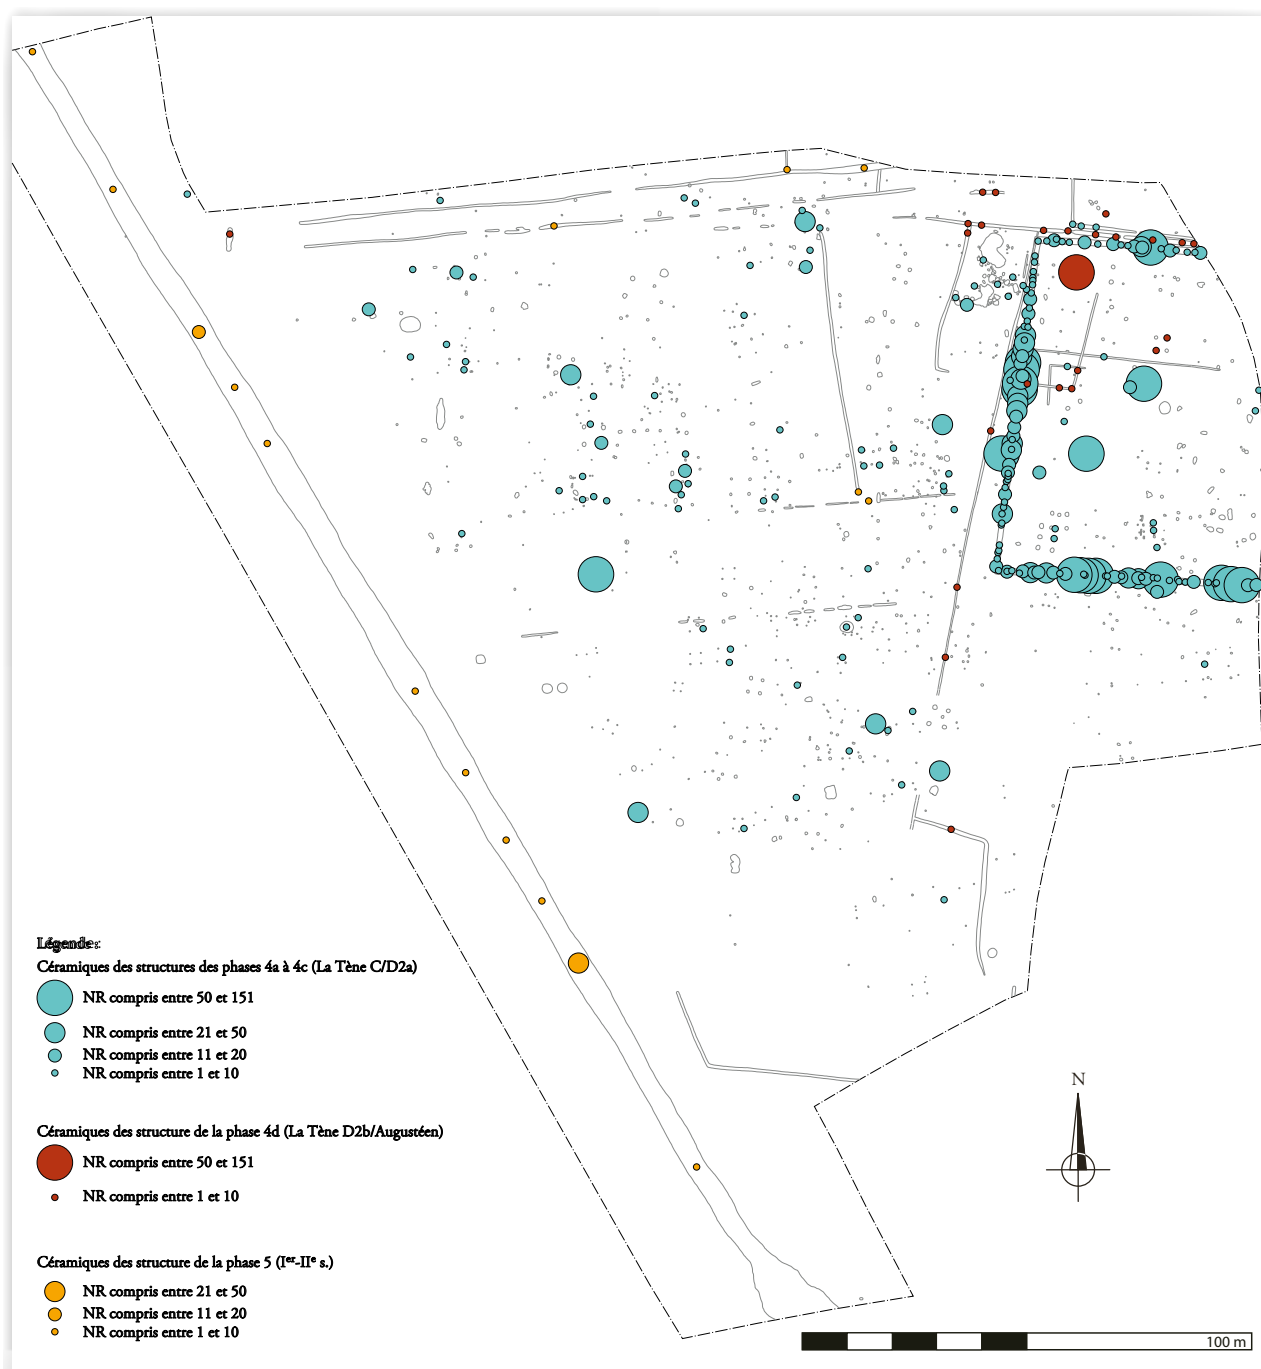 Légende :
Céramiques des structures des phases 4a à 4c (La Tène C/D2a)
NR compris entre 50 et 151
NR compris entre 21 et 50
NR compris entre 11 et 20
NR compris entre 1 et 10
Céramiques des structure de la phase 4d (La Tène D2b/Augustéen)
NR compris entre 50 et 151
NR compris entre 1 et 10
Céramiques des structure de la phase 5 (Ier-IIe s.)
NR compris entre 21 et 50
NR compris entre 11 et 20
NR compris entre 1 et 10
N
100 m